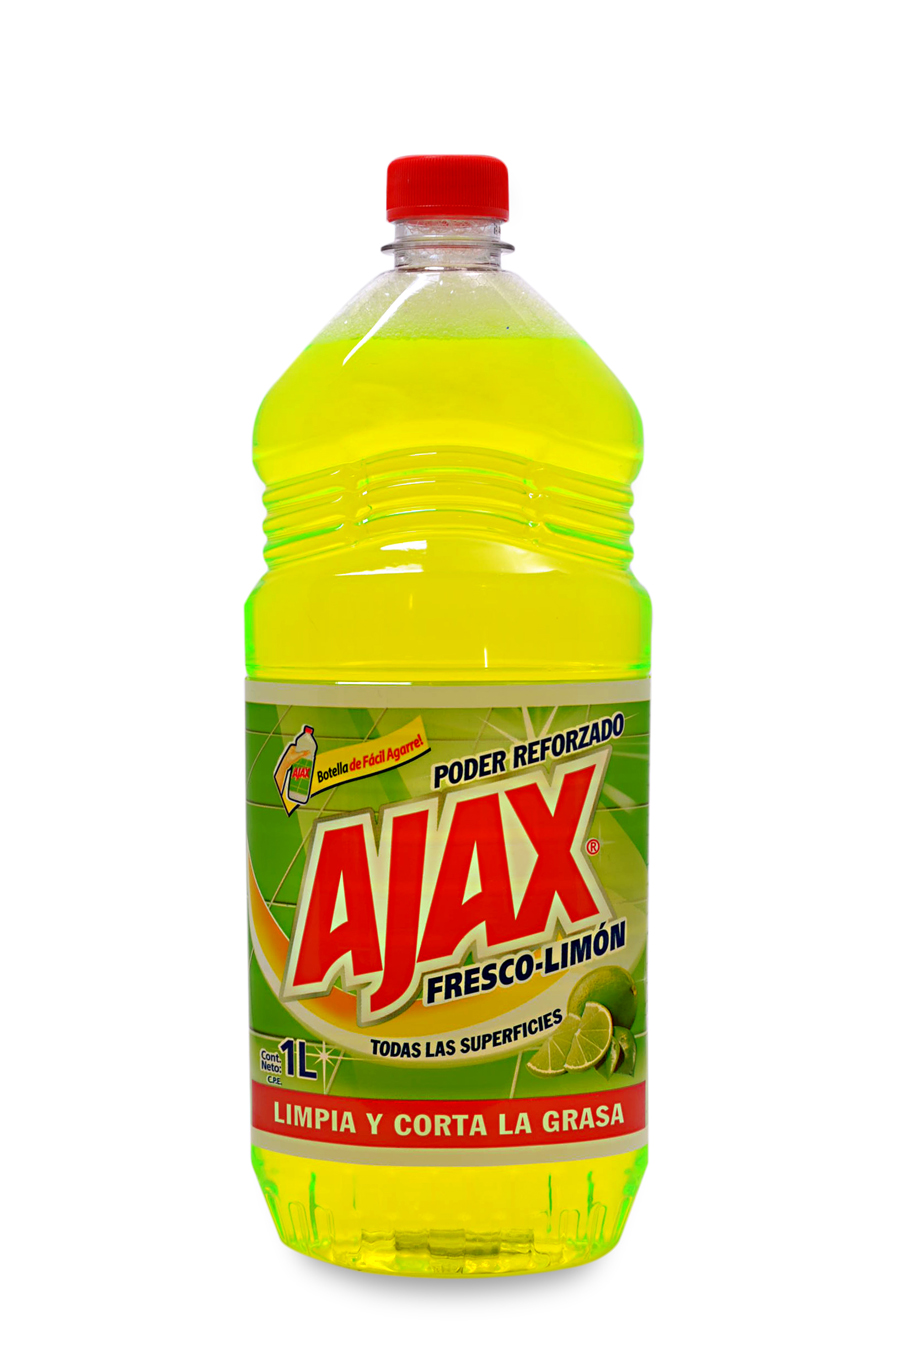 Botella de Fácil Agarre!
AJAX
PODER REFORZADO
AJAX®
FRESCO-LIMÓN
TODAS LAS SUPERFICIES
Cont. Neto: 1L
C.P.E.
LIMPIA Y CORTA LA GRASA